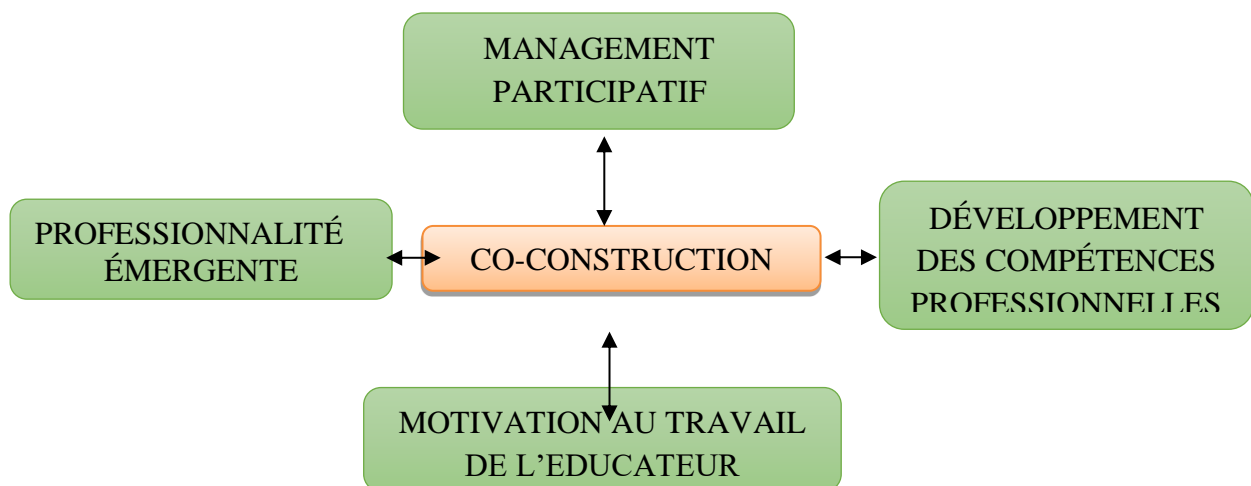 MANAGEMENT
PARTICIPATIF
PROFESSIONNALITÉ
ÉMERGENTE
CO-CONSTRUCTION
DÉVELOPPEMENT
DES COMPÉTENCES
PROFESSIONNELLES
MOTIVATION AU TRAVAIL
DE L’EDUCATEUR